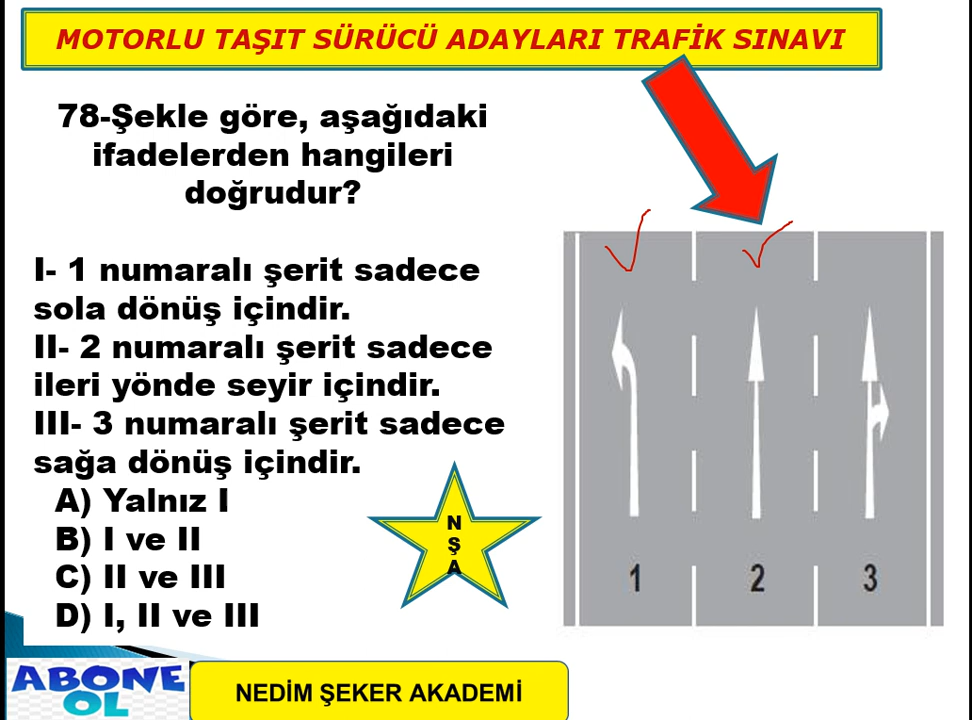 MOTORLU TAŞIT SÜRÜCÜ ADAYLARI TRAFİK SINAVI
78-Şekle göre, aşağıdaki
ifadelerden hangileri
doğrudur?
I- 1 numaralı şerit sadece
sola dönüş içindir.
II- 2 numaralı şerit sadece
ileri yönde seyir içindir.
III- 3 numaralı şerit sadece
sağa dönüş içindir.
A) Yalnız I
B) I ve II
C) II ve III
D) I, II ve III
N
Ş
A
1 2 3
ABONE
OL
NEDİM ŞEKER AKADEMİ